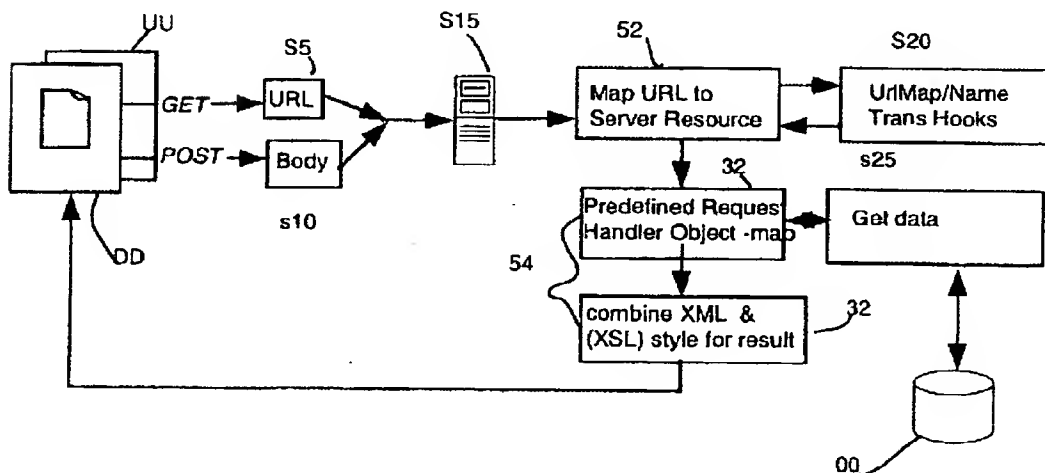 UU
S15
52
S20
S5
GET
URL
Map URL to
Server Resource
UrlMap/Name
Trans Hooks
POST
Body
s25
32
s10
Predefined Request
Handler Object -map
Get data
DD
54
combine XML &
(XSL) style for result
32
00